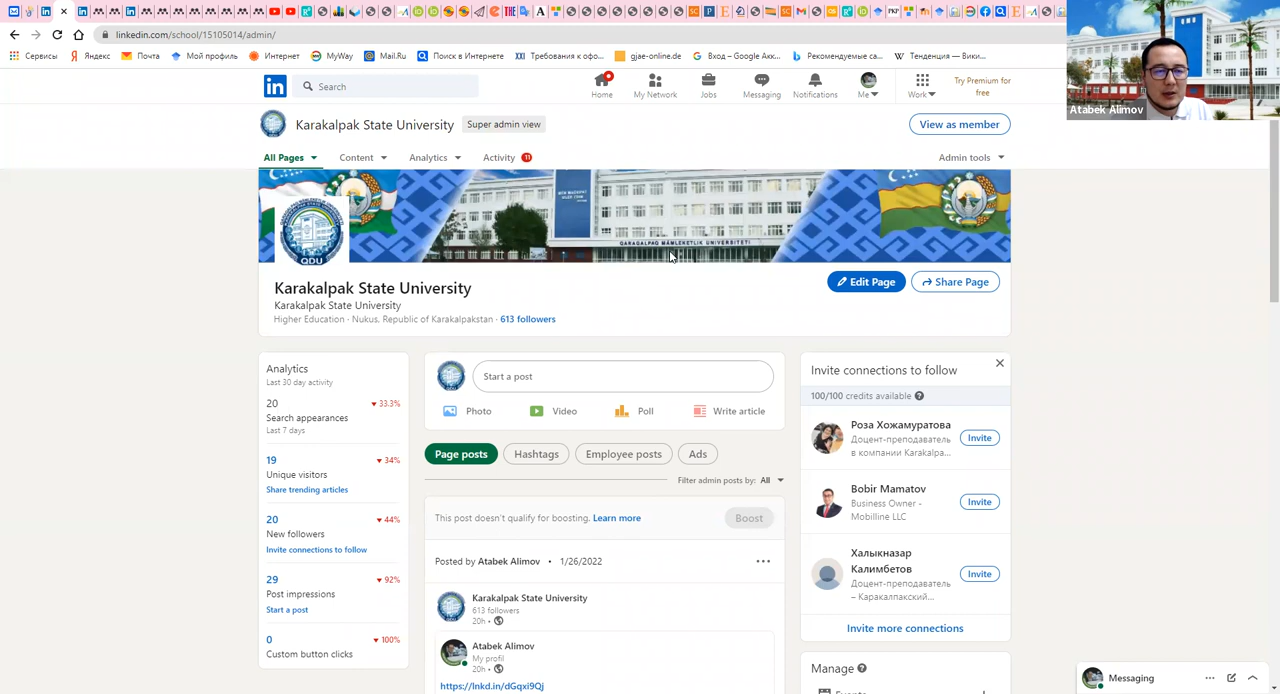 linkedin.com/school/15105014/admin/
Сервисы Яндекс Почта Мой профиль Интернет MyWay Mail.Ru Поиск в Интернете Требования к офо... gjae-online.de Вход – Google Акк... Рекомендуемые са... Тенденция — Вики...
Atabek Alimov
in Search
Home My Network Jobs Messaging Notifications Me Work Try Premium for
free
Karakalpak State University Super admin view View as member
All Pages Content Analytics Activity 11 Admin tools
QARAQALPAQ MÁMLEKETLIK UNIVERSITETI
QDU
Edit Page Share Page
Karakalpak State University
Karakalpak State University
Higher Education · Nukus, Republic of Karakalpakstan · 613 followers
Analytics
Last 30 day activity
20 33.3%
Search appearances
Last 7 days
19 34%
Unique visitors
Share trending articles
20 44%
New followers
Invite connections to follow
29 92%
Post impressions
Start a post
0 100%
Custom button clicks
Start a post
Photo Video Poll Write article
Page posts Hashtags Employee posts Ads
Filter admin posts by: All
This post doesn't qualify for boosting. Learn more Boost
Posted by Atabek Alimov • 1/26/2022
Karakalpak State University
613 followers
20h •
Atabek Alimov
My profil
20h •
https://lnkd.in/dGqxi9Qj
Invite connections to follow
100/100 credits available
Роза Хожамуратова
Доцент-преподаватель
в компании Karakalpa...
Invite
Bobir Mamatov
Business Owner -
Mobilline LLC
Invite
Халыкназар
Калимбетов
Доцент-преподаватель
– Каракалпакский...
Invite
Invite more connections
Manage
Events
Messaging